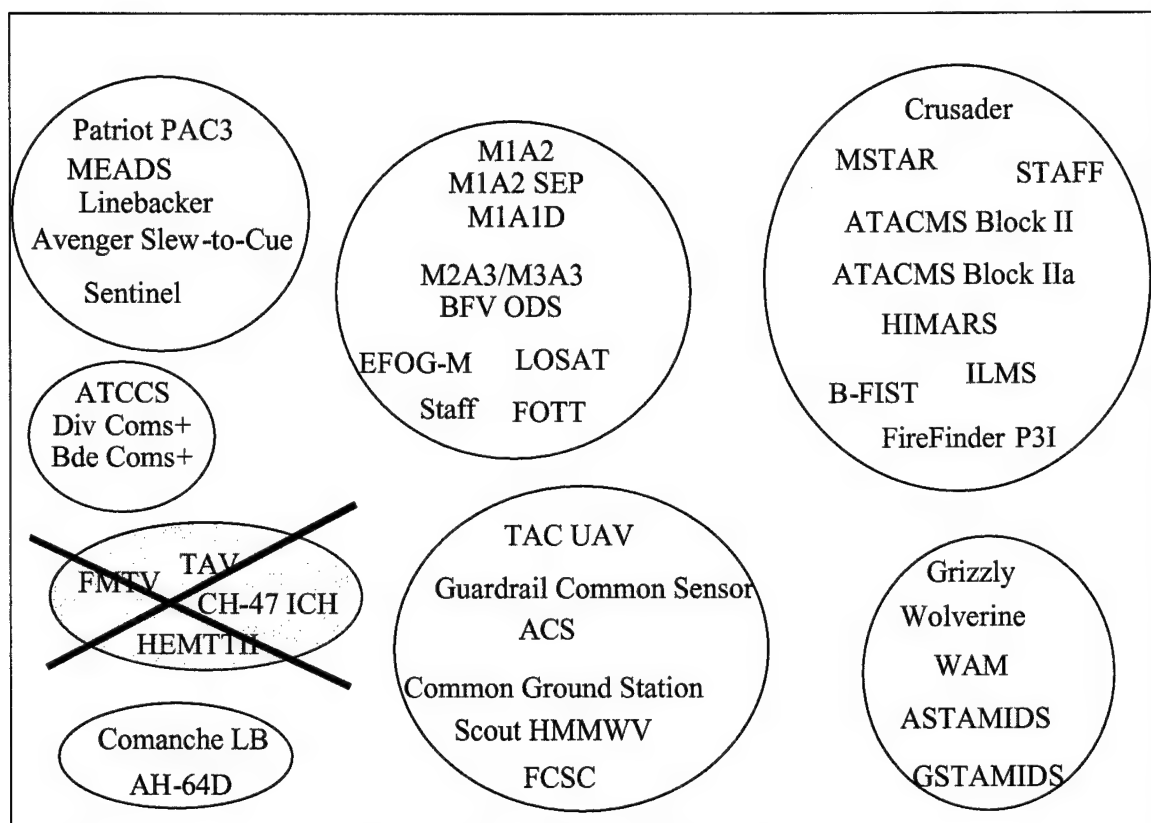 Patriot PAC3
MEADS
Linebacker
Avenger Slew-to-Cue
Sentinel
ATCCS
Div Coms+
Bde Coms+
TAV
FMTV
CH-47 ICH
HEMTTII
Comanche LB
AH-64D
M1A2
M1A2 SEP
M1A1D
M2A3/M3A3
BFV ODS
EFOG-M LOSAT
Staff FOTT
TAC UAV
Guardrail Common Sensor
ACS
Common Ground Station
Scout HMMWV
FCSC
Crusader
MSTAR
STAFF
ATACMS Block II
ATACMS Block IIa
HIMARS
ILMS
B-FIST
FireFinder P3I
Grizzly
Wolverine
WAM
ASTAMIDS
GSTAMIDS